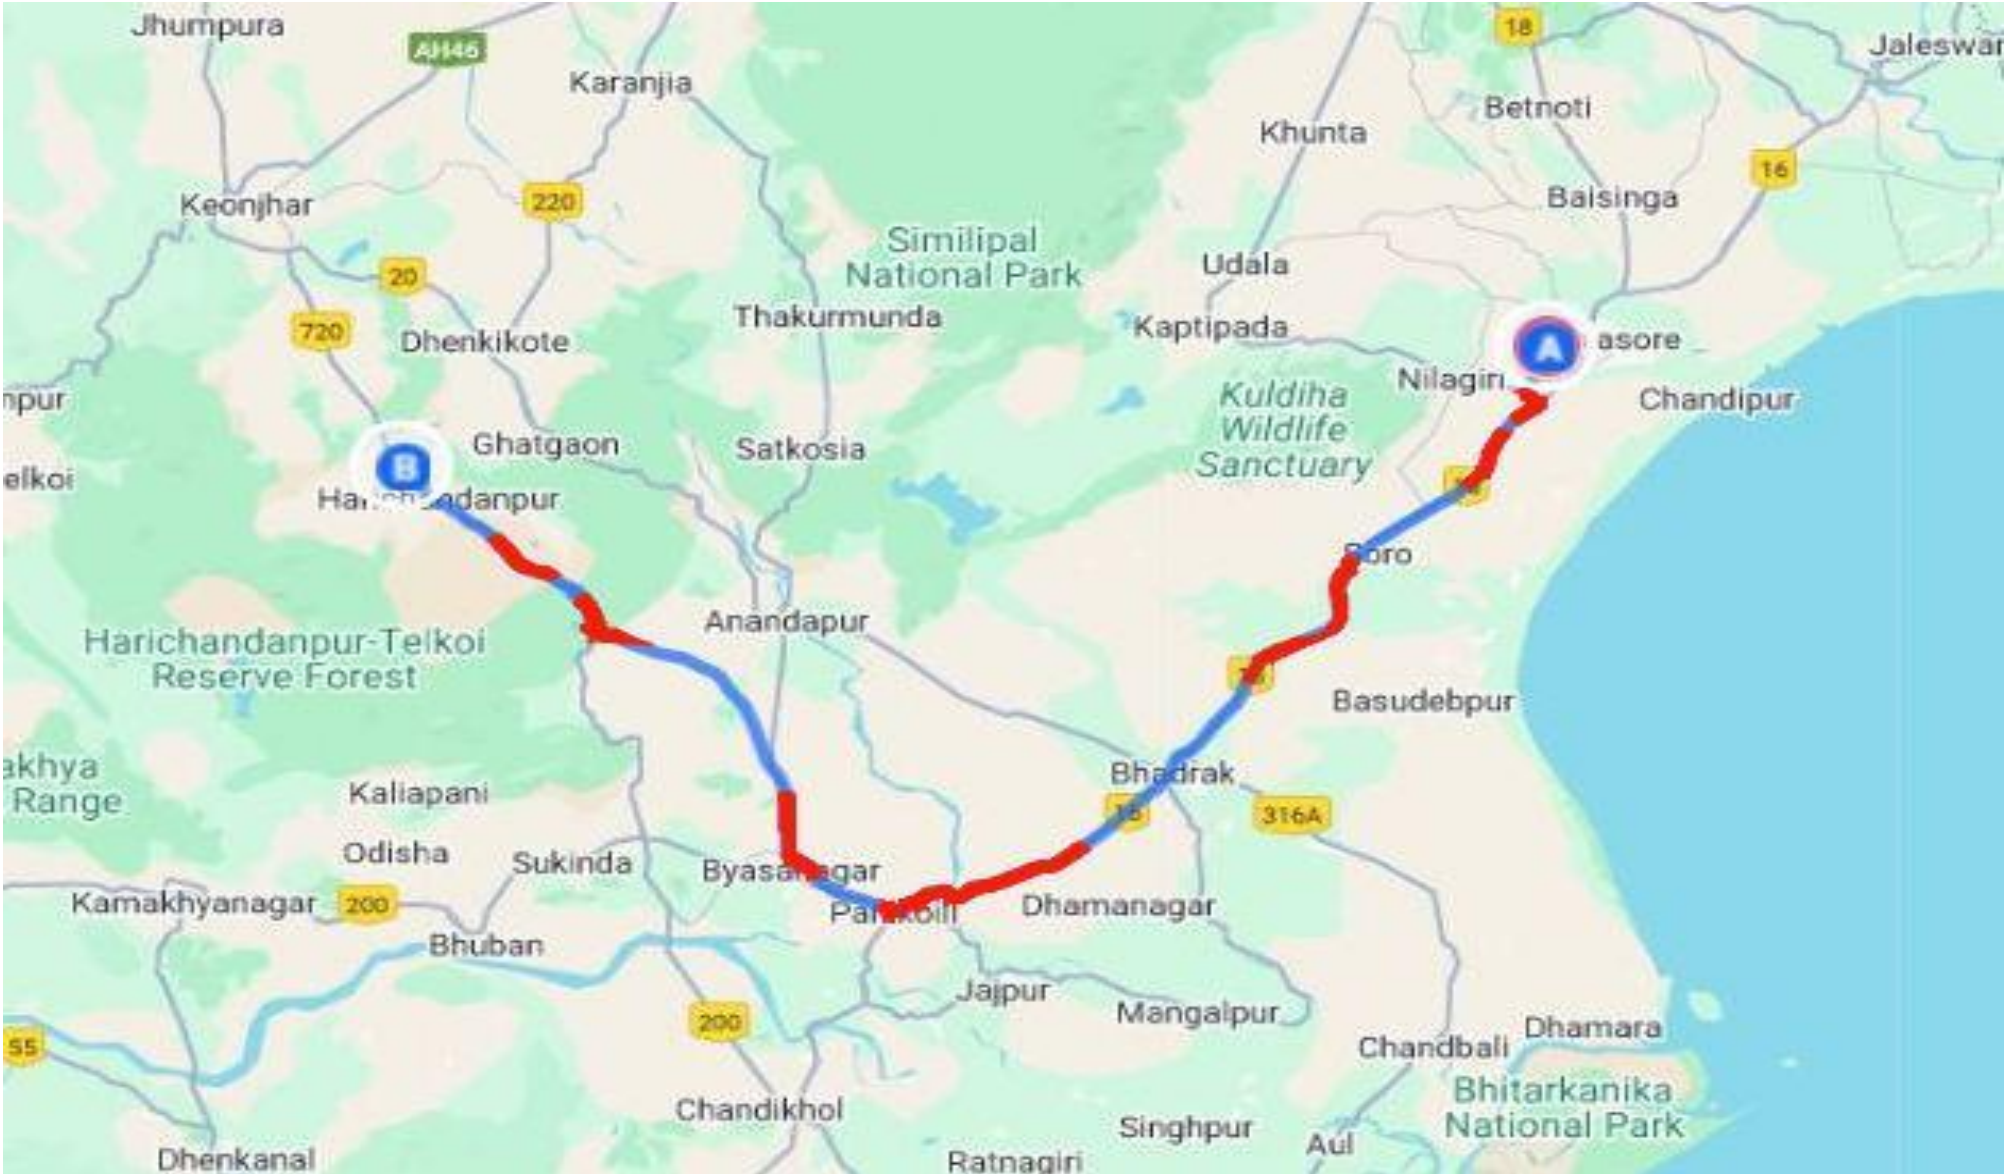 Jhumpura
AH46
Karanjia
18
Jaleswar
Betnoti
Khunta
16
Keonjhar
220
Baisinga
Similipal
National Park
Udala
20
720
Dhenkikote
Thakurmunda
Kaptipada
A
asore
Nilagiri
npur
Kuldiha
Wildlife
Sanctuary
Chandipur
B
Ghatgaon
Satkosia
elkoi
Soro
Anandapur
Harichandanpur-Telkoi
Reserve Forest
Basudebpur
akhya
Range
Kaliapani
Bhadrak
16
316A
Odisha
Sukinda
Kamakhyanagar
200
Dhamanagar
Bhuban
Jajpur
Mangalpur
200
55
Dhamara
Chandbali
Chandikhol
Bhitarkanika
National Park
Singhpur
Aul
Dhenkanal
Ratnagiri